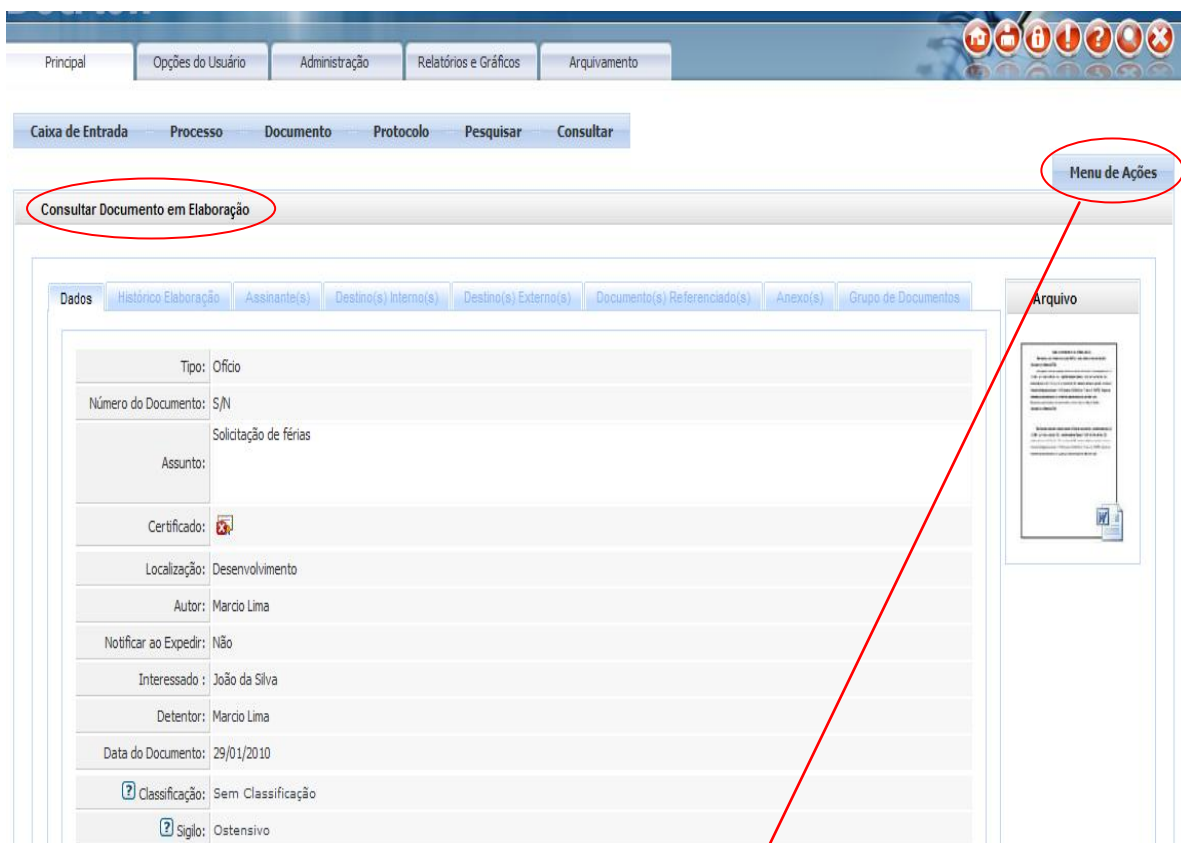 Principal Opções do Usuário Administração Relatórios e Gráficos Arquivamento
Caixa de Entrada Processo Documento Protocolo Pesquisar Consultar
Menu de Ações
Consultar Documento em Elaboração
Dados Histórico Elaboração Assinante(s) Destino(s) Interno(s) Destino(s) Externo(s) Documento(s) Referenciado(s) Anexo(s) Grupo de Documentos
Arquivo
Tipo: Ofício
Número do Documento: S/N
Assunto: Solicitação de férias
Certificado:
Localização: Desenvolvimento
Autor: Marcio Lima
Notificar ao Expedir: Não
Interessado : João da Silva
Detentor: Marcio Lima
Data do Documento: 29/01/2010
? Classificação: Sem Classificação
? Sigilo: Ostensivo